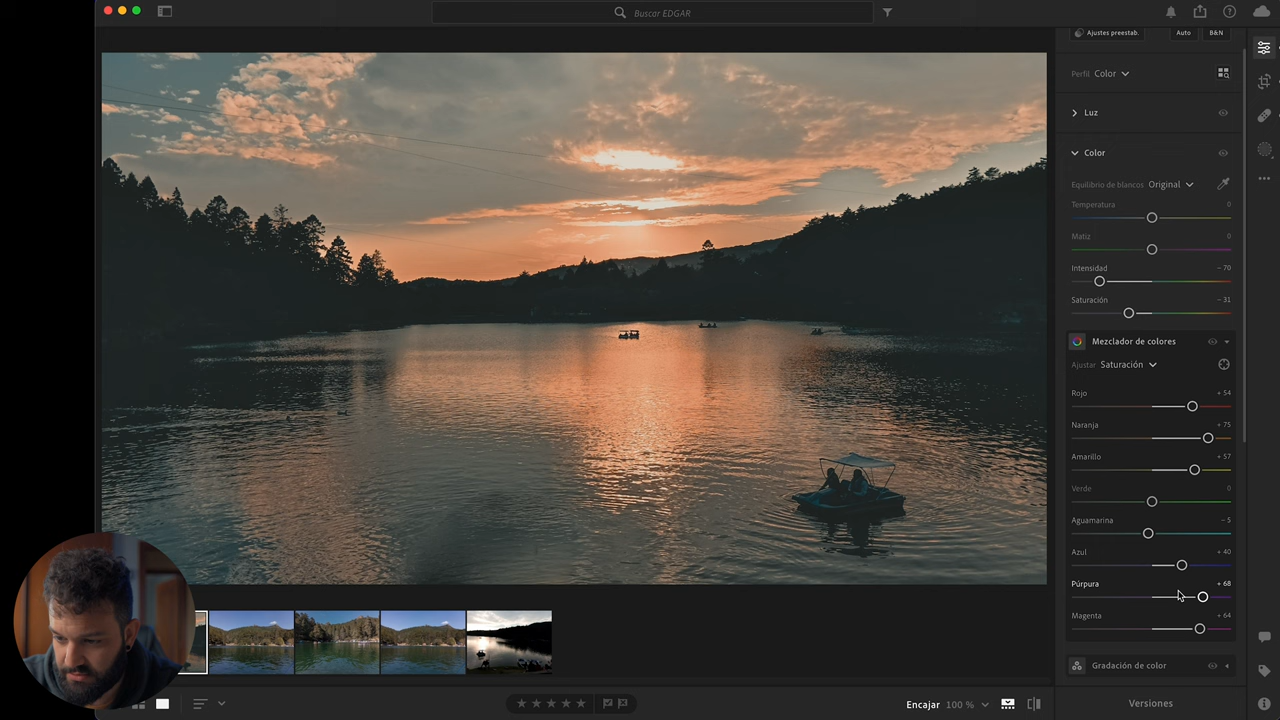 Buscar EDGAR
Ajustes preestab.
Auto
B&N
Perfil Color
Luz
Color
Equilibrio de blancos Original
Temperatura 0
Matiz 0
Intensidad − 70
Saturación − 31
Mezclador de colores
Ajustar Saturación
Rojo + 54
Naranja + 75
Amarillo + 57
Verde 0
Aguamarina − 5
Azul + 40
Púrpura + 68
Magenta + 64
Gradación de color
Encajar 100 %
Versiones